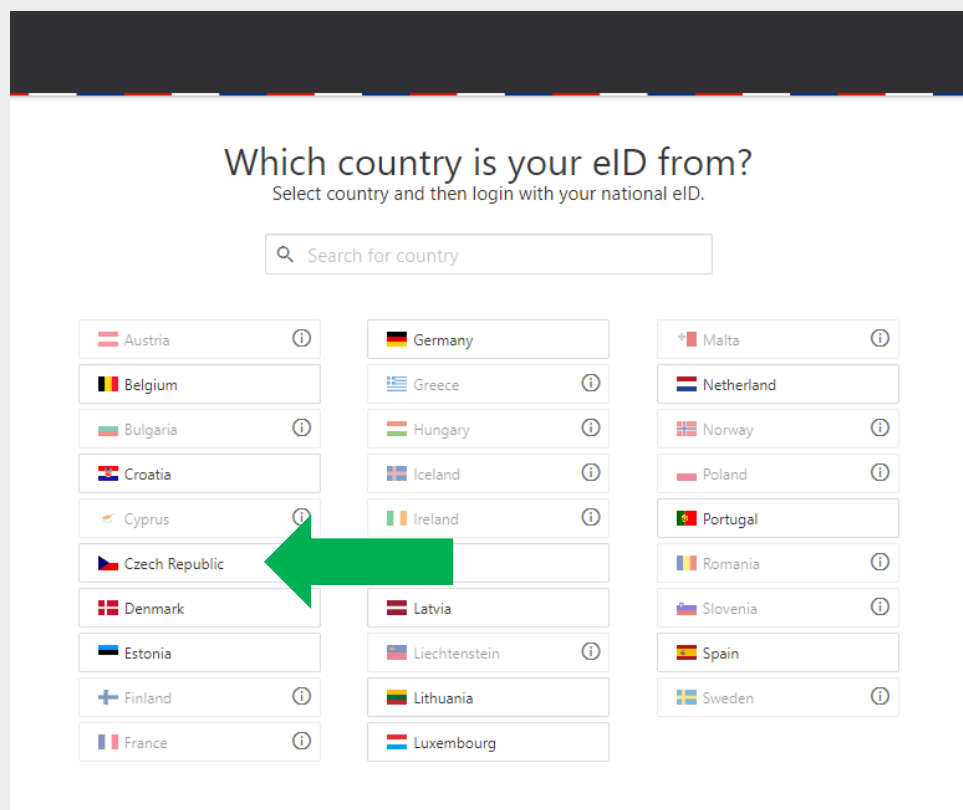 Which country is your eID from?
Select country and then login with your national eID.
Search for country
Austria
Belgium
Bulgaria
Croatia
Cyprus
Czech Republic
Denmark
Estonia
Finland
France
Germany
Greece
Hungary
Iceland
Ireland
Latvia
Liechtenstein
Lithuania
Luxembourg
Malta
Netherland
Norway
Poland
Portugal
Romania
Slovenia
Spain
Sweden